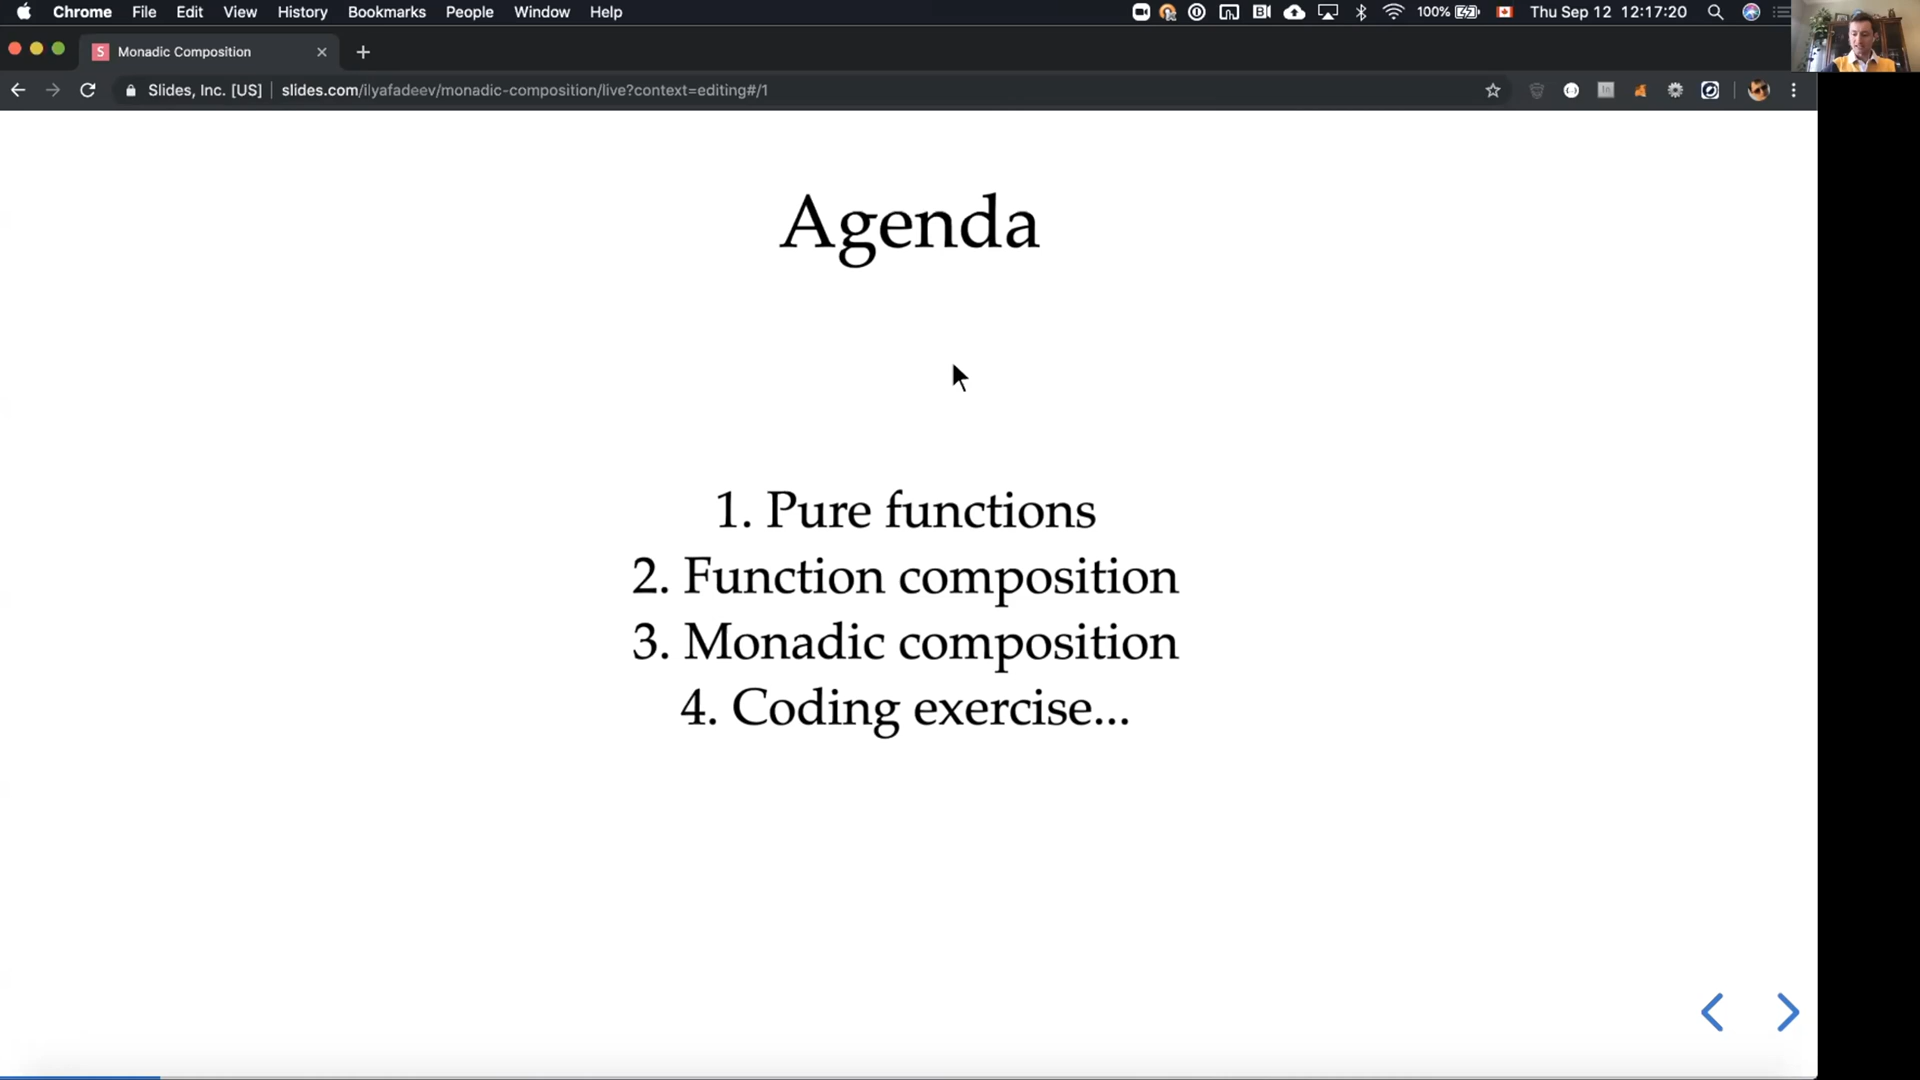 Chrome File Edit View History Bookmarks People Window Help 100% Thu Sep 12 12:17:20
Monadic Composition
Slides, Inc. [US] slides.com/ilyafadeev/monadic-composition/live?context=editing#/1
Agenda
1. Pure functions
2. Function composition
3. Monadic composition
4. Coding exercise...